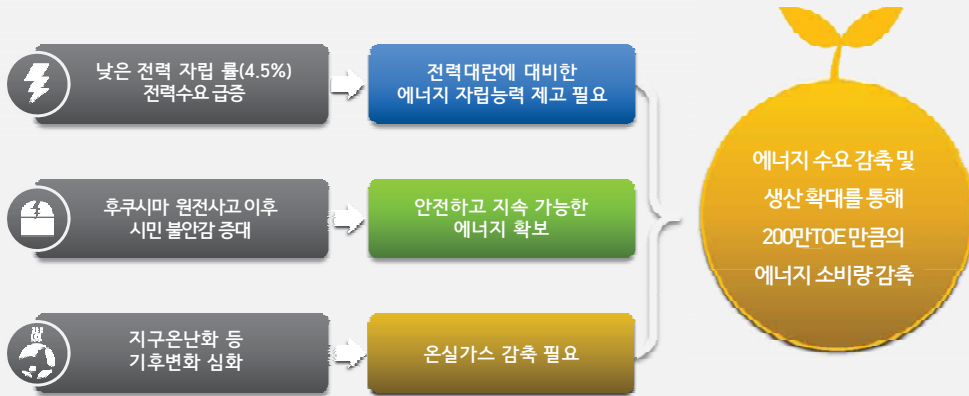 낮은 전력 자립 률(4.5%)
전력수요 급증
전력대란에 대비한
에너지 자립능력 제고 필요
후쿠시마 원전사고 이후
시민 불안감 증대
안전하고 지속 가능한
에너지 확보
지구온난화 등
기후변화 심화
온실가스 감축 필요
에너지 수요 감축 및
생산 확대를 통해
200만TOE 만큼의
에너지 소비량 감축